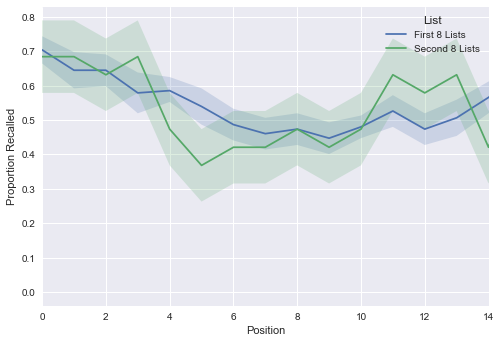 0.8
0.7
0.6
0.5
0.4
0.3
0.2
0.1
0.0
Proportion Recalled
List
First 8 Lists
Second 8 Lists
0 2 4 6 8 10 12 14
Position